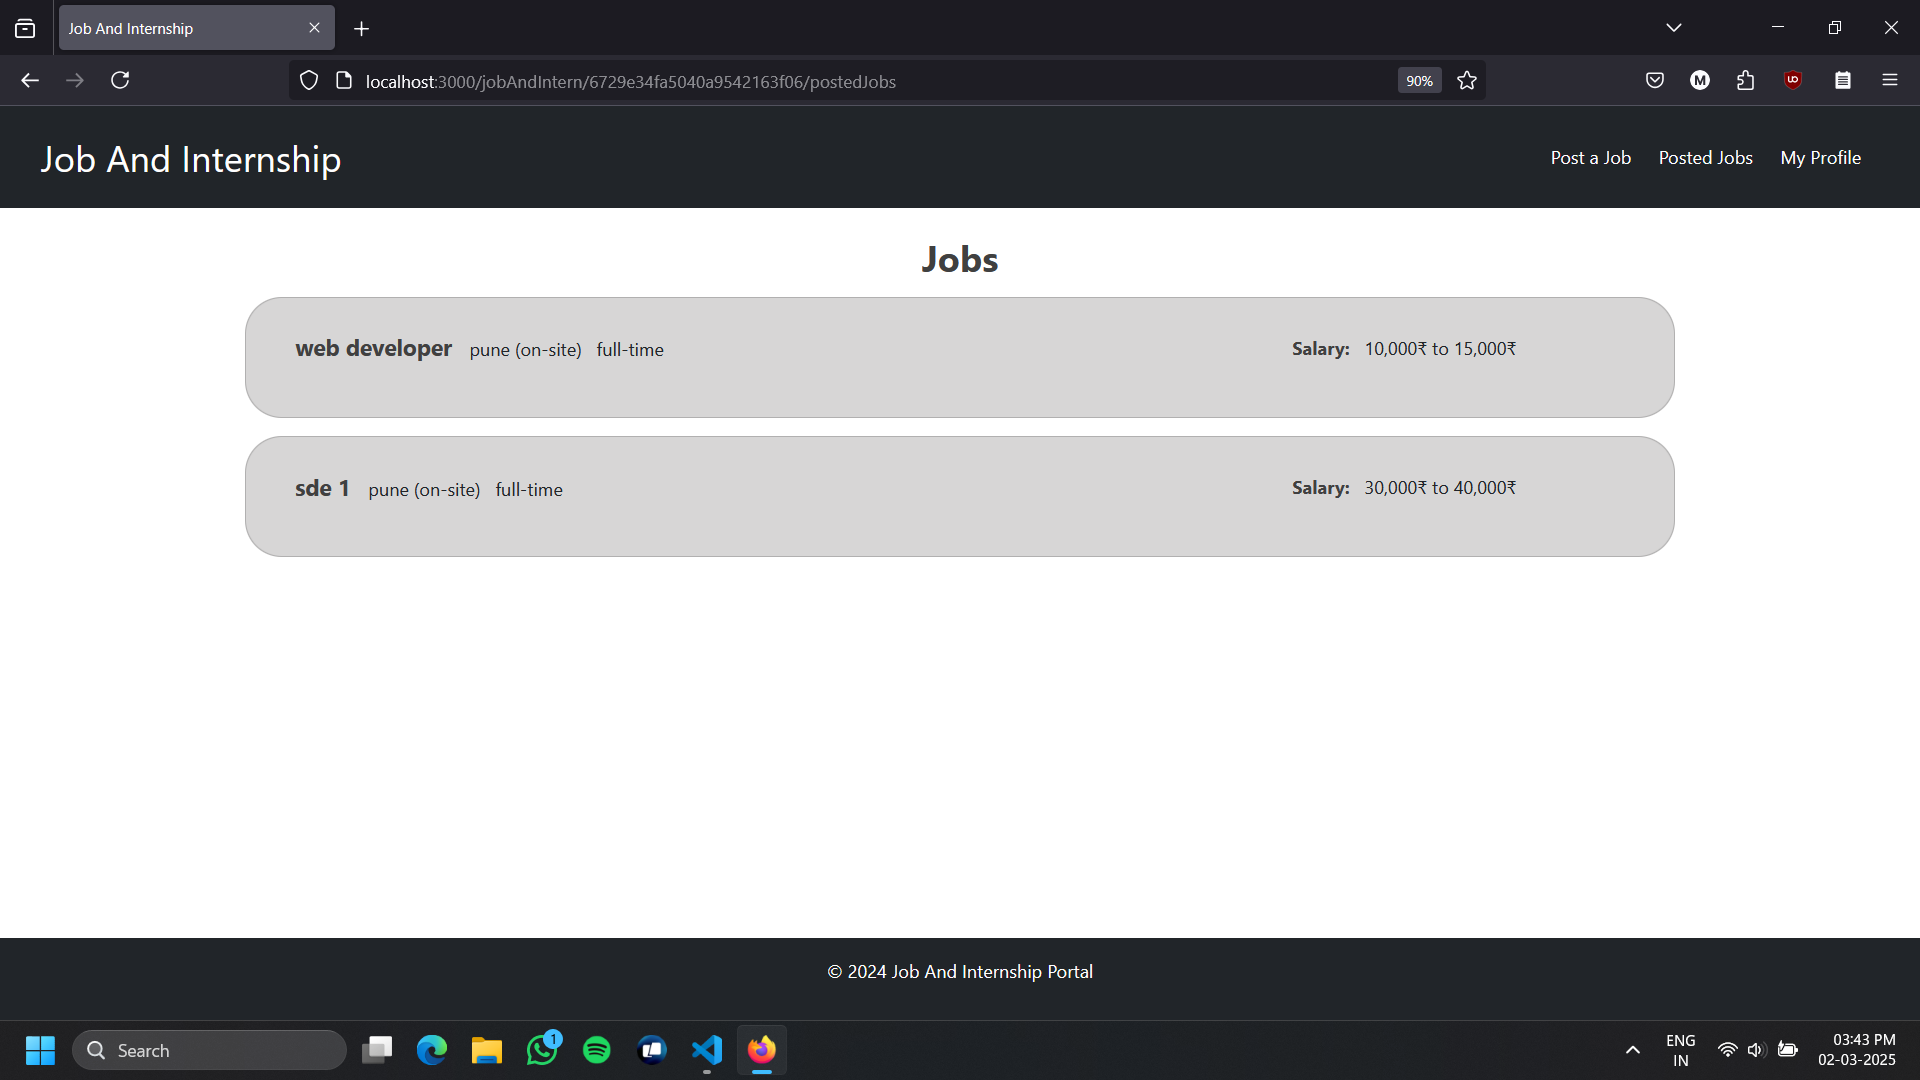 Job And Internship
localhost:3000/jobAndIntern/6729e34fa5040a9542163f06/postedJobs
90%
M
Job And Internship
Post a Job
Posted Jobs
My Profile
Jobs
web developer pune (on-site) full-time
Salary: 10,000₹ to 15,000₹
sde 1 pune (on-site) full-time
Salary: 30,000₹ to 40,000₹
© 2024 Job And Internship Portal
Search
1
ENG
IN
03:43 PM
02-03-2025